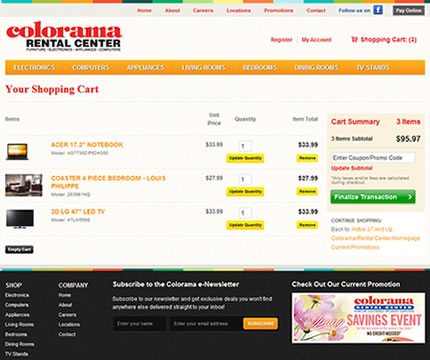 Home
About
Careers
Locations
Promotions
Contact
Follow us on
Pay Online
colorama
RENTAL CENTER
FURNITURE • ELECTRONICS • APPLIANCES • COMPUTERS
Register | My Account
Shopping Cart: (3)
ELECTRONICS
COMPUTERS
APPLIANCES
LIVING ROOMS
BEDROOMS
DINING ROOMS
TV STANDS
Your Shopping Cart
Items
Unit Price
Quantity
Item Total
ACER 17.3" NOTEBOOK
Model:
$33.99
1
Update Quantity
$33.99
Remove
COASTER 4 PIECE BEDROOM - LOUIS
PHILIPPE
Model:
$27.99
1
Update Quantity
$27.99
Remove
3D LG 47" LED TV
Model:
$33.99
1
Update Quantity
$33.99
Remove
Empty Cart
Cart Summary 3 Items
3 Items Subtotal $95.97
Enter Coupon/Promo Code
Update Subtotal
*Any taxes and/or fees are calculated
during checkout
Finalize Transaction >
CONTINUE SHOPPING:
Back to:
Colorama Rental Center Homepage
Current Promotions
SHOP
Electronics
Computers
Appliances
Living Rooms
Bedrooms
Dining Rooms
TV Stands
COMPANY
Home
About
Careers
Locations
Contact
Subscribe to the Colorama e-Newsletter
Subscribe to our newsletter and get exclusive deals you won't find
anywhere else delivered straight to your inbox!
Enter your name
Enter your email address
Subscribe
Check Out Our Current Promotion
colorama
Spring
SAVINGS EVENT
NO CREDIT NEEDED!